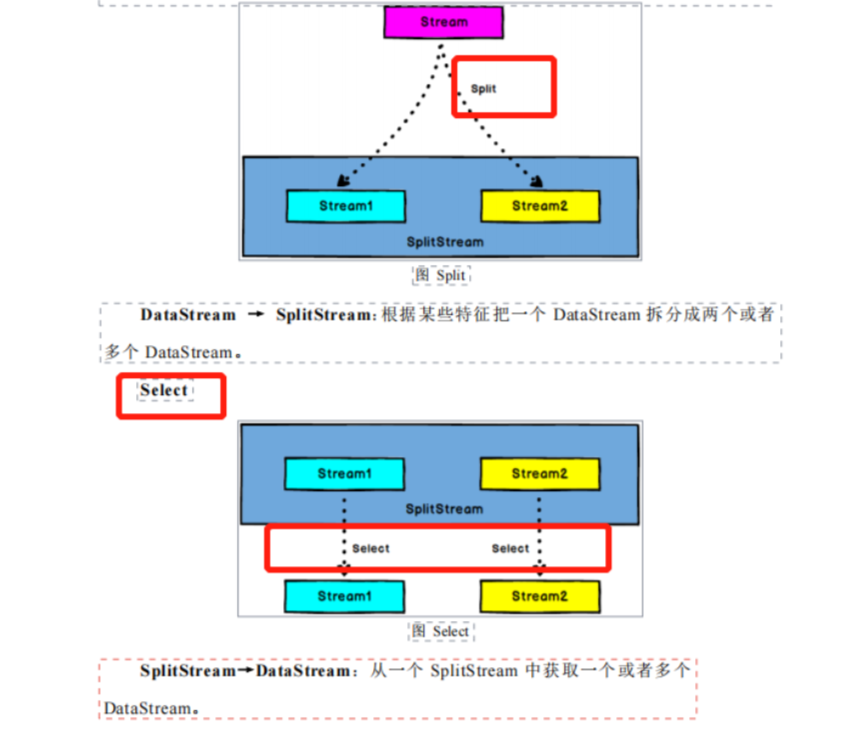 Stream
Split
Stream1 Stream2
SplitStream
图 Split
DataStream → SplitStream：根据某些特征把一个 DataStream 拆分成两个或者
多个 DataStream。
Select
Stream1 Stream2
SplitStream
Select Select
Stream1 Stream2
图 Select
SplitStream→DataStream：从一个 SplitStream 中获取一个或者多个
DataStream。